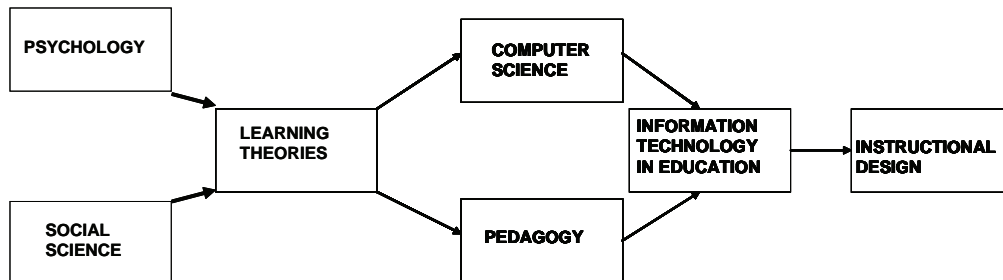 PSYCHOLOGY
SOCIAL
SCIENCE
LEARNING
THEORIES
COMPUTER
SCIENCE
PEDAGOGY
INFORMATION
TECHNOLOGY
IN EDUCATION
INSTRUCTIONAL
DESIGN